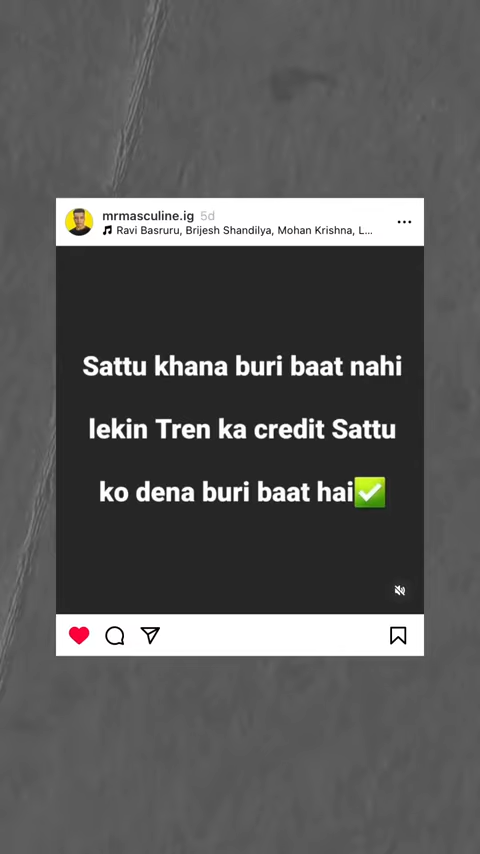 mrmasculine.ig 5d
Ravi Basruru, Brijesh Shandilya, Mohan Krishna, L...
Sattu khana buri baat nahi
lekin Tren ka credit Sattu
ko dena buri baat hai✅